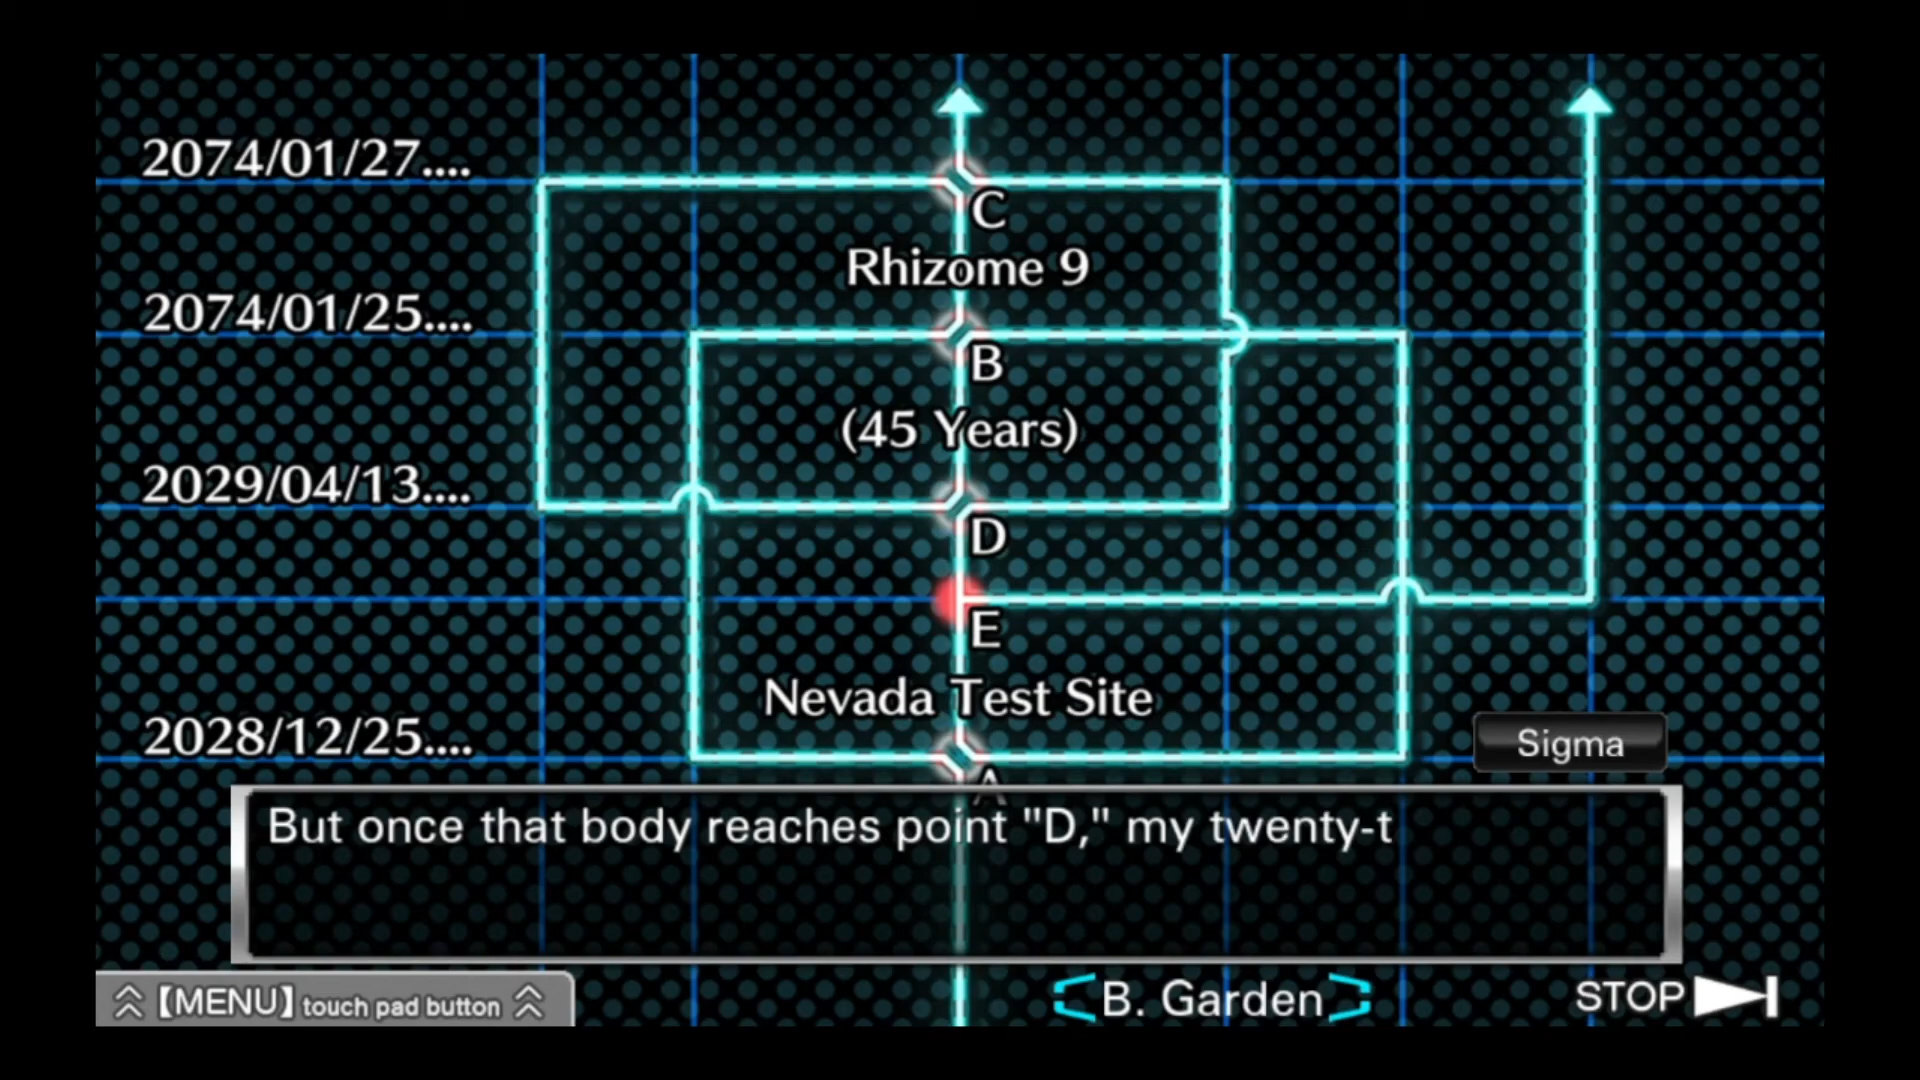 2074/01/27....
C
Rhizome 9
2074/01/25....
B
(45 Years)
2029/04/13....
D
E
Nevada Test Site
2028/12/25....
A
Sigma
But once that body reaches point "D," my twenty-t
【MENU】 touch pad button
B. Garden
STOP